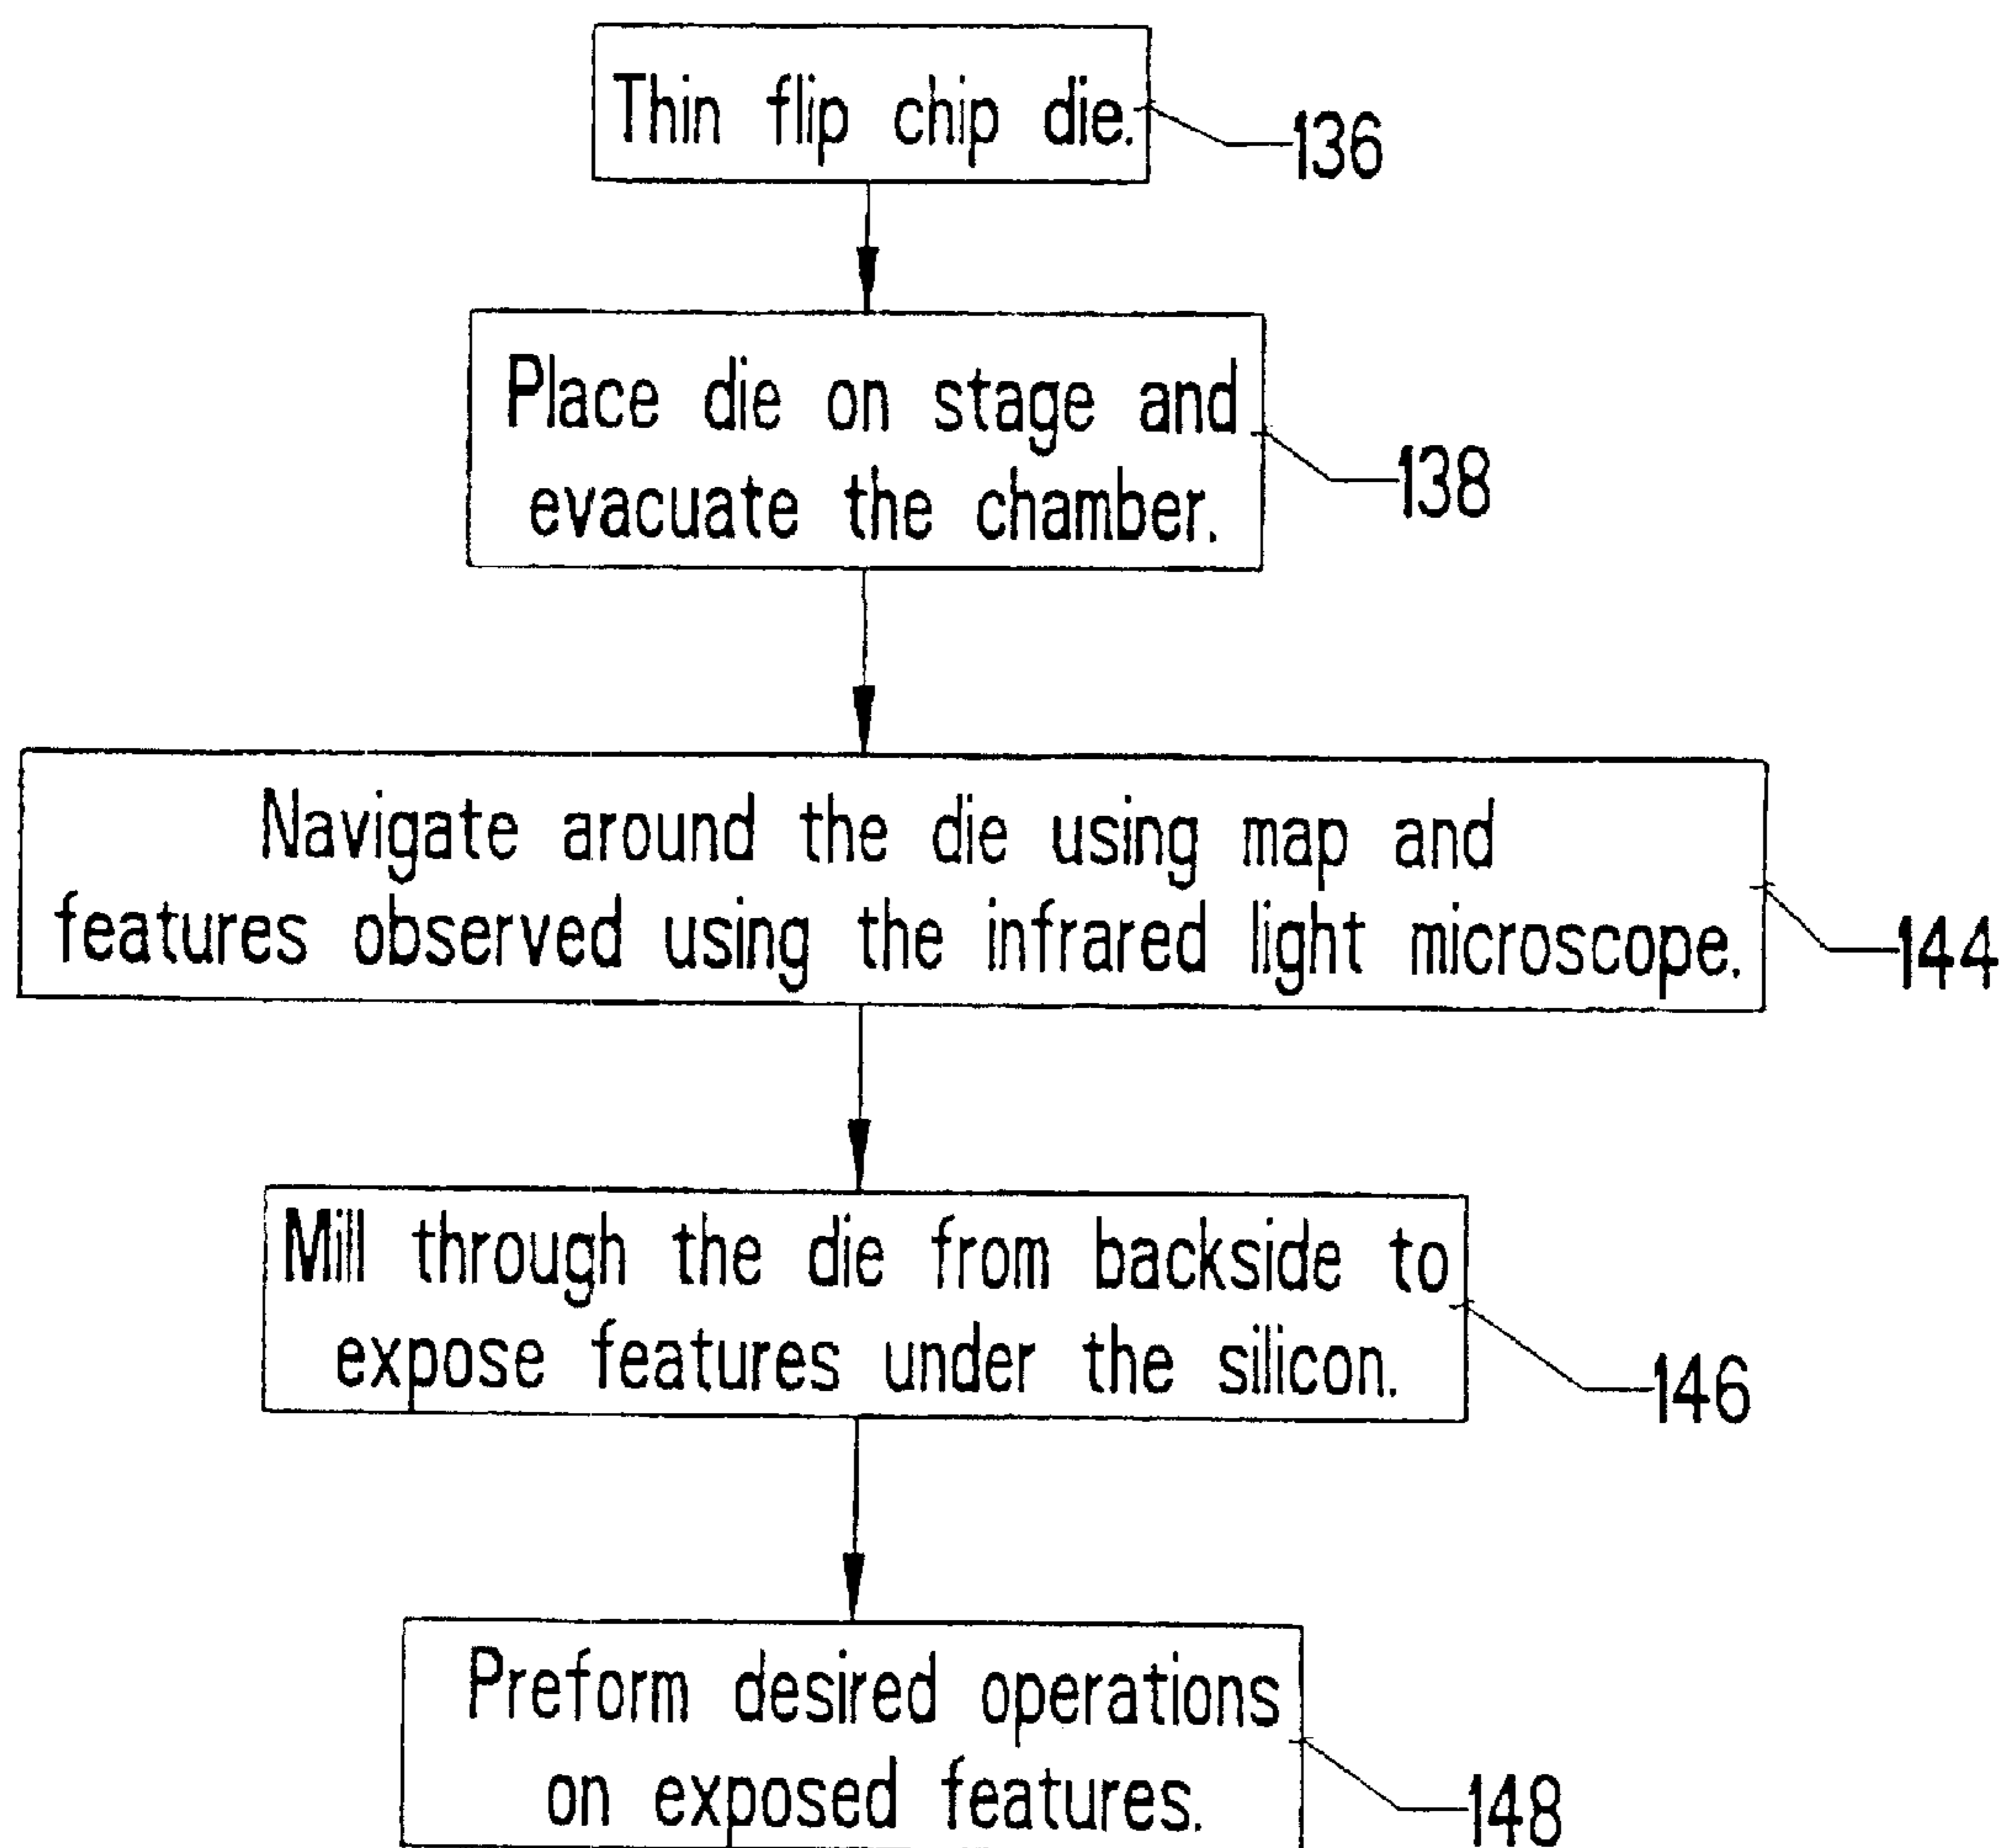 Thin flip chip die.
136
Place die on stage and
evacuate the chamber.
138
Navigate around the die using map and
features observed using the infrared light microscope.
144
Mill through the die from backside to
expose features under the silicon.
146
Preform desired operations
on exposed features.
148